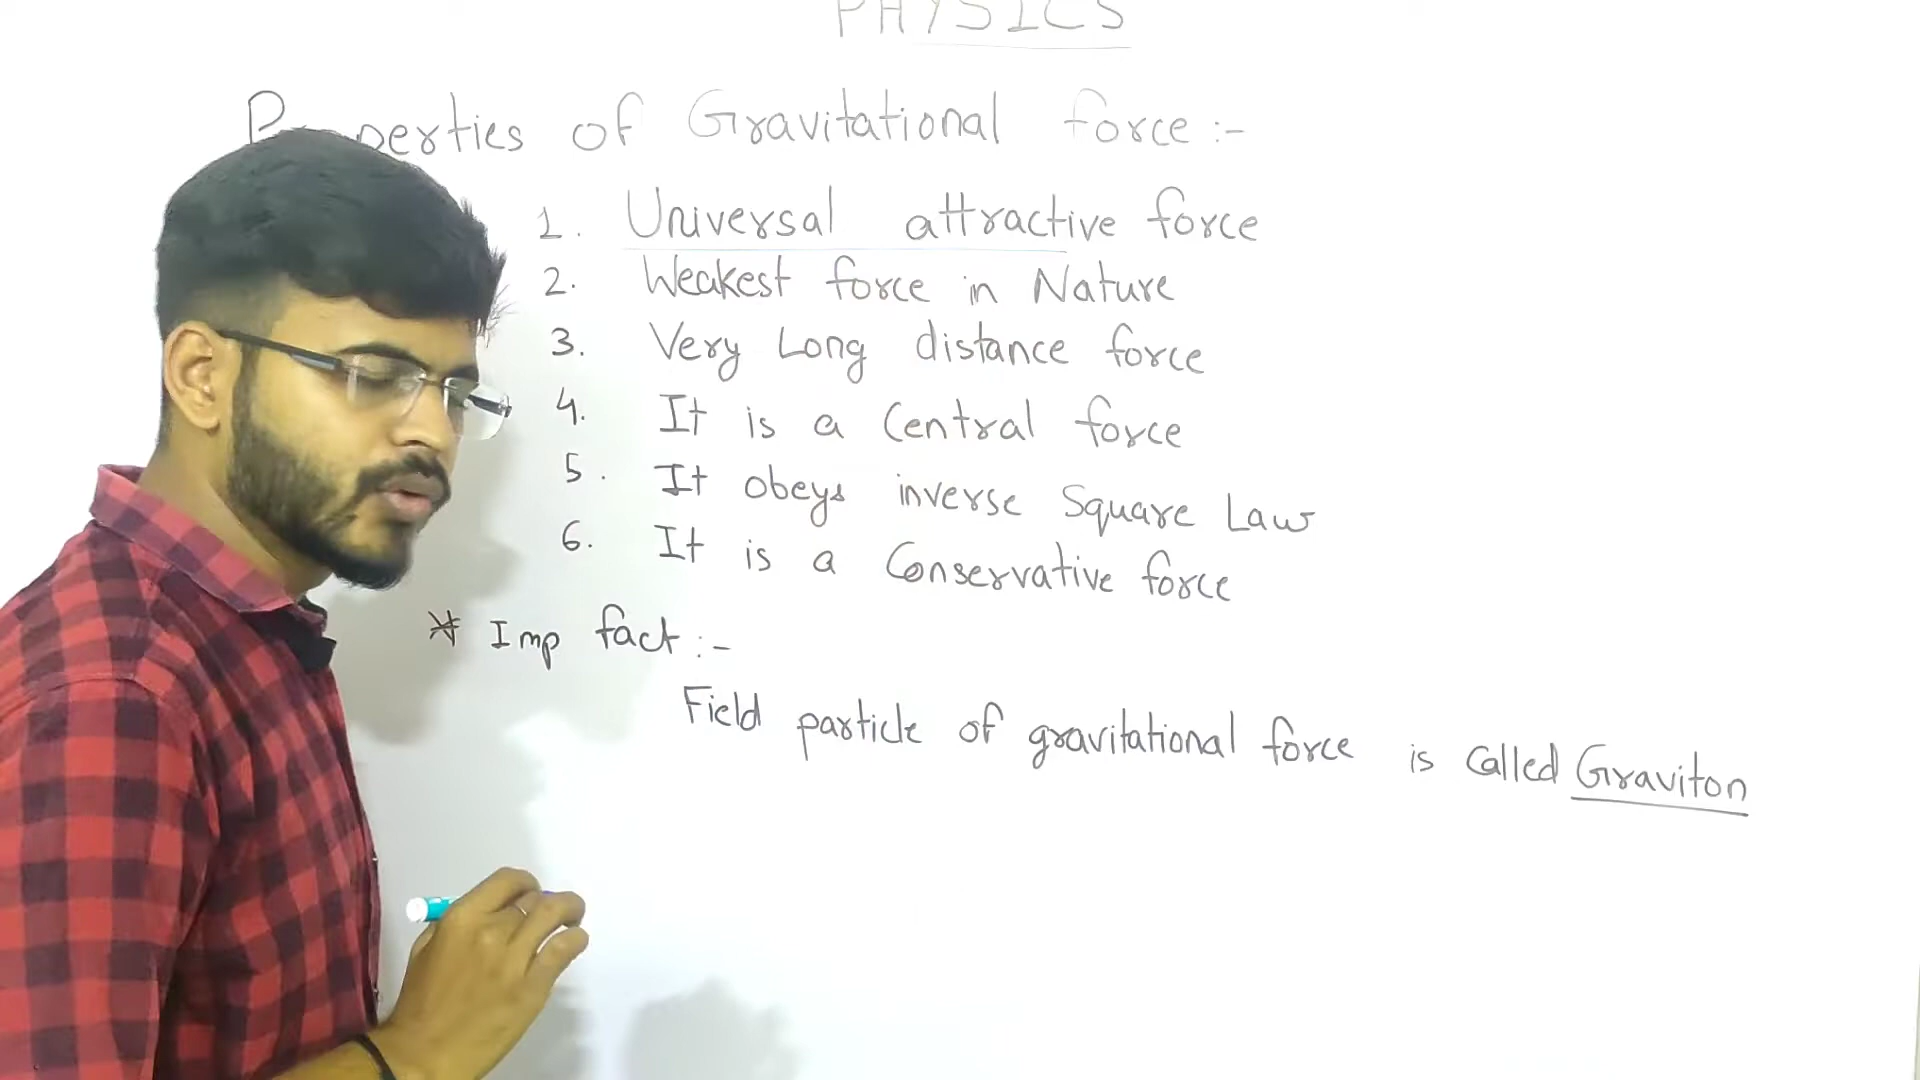 PHYSICS
Properties of Gravitational force :-
1. Universal attractive force
2. Weakest force in Nature
3. Very Long distance force
4. It is a Central force
5. It obeys inverse Square Law
6. It is a Conservative force
* Imp fact :-
Field particle of gravitational force is called Graviton